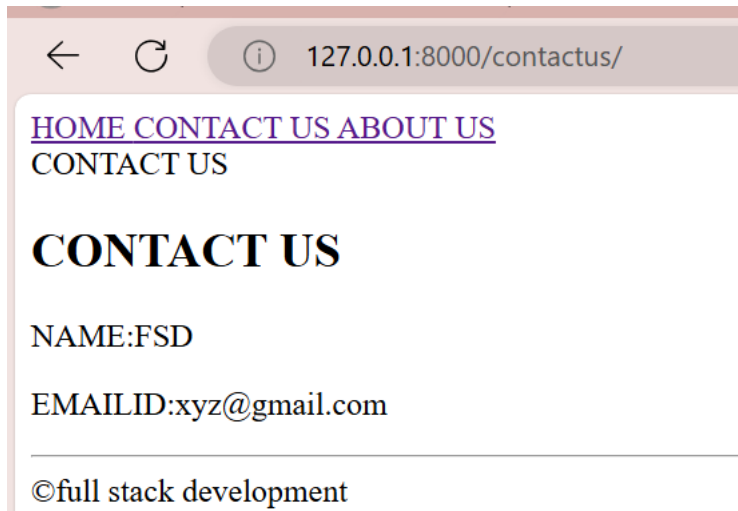 127.0.0.1:8000/contactus/
HOME CONTACT US ABOUT US
CONTACT US
CONTACT US
NAME:FSD
EMAILID:xyz@gmail.com
©full stack development